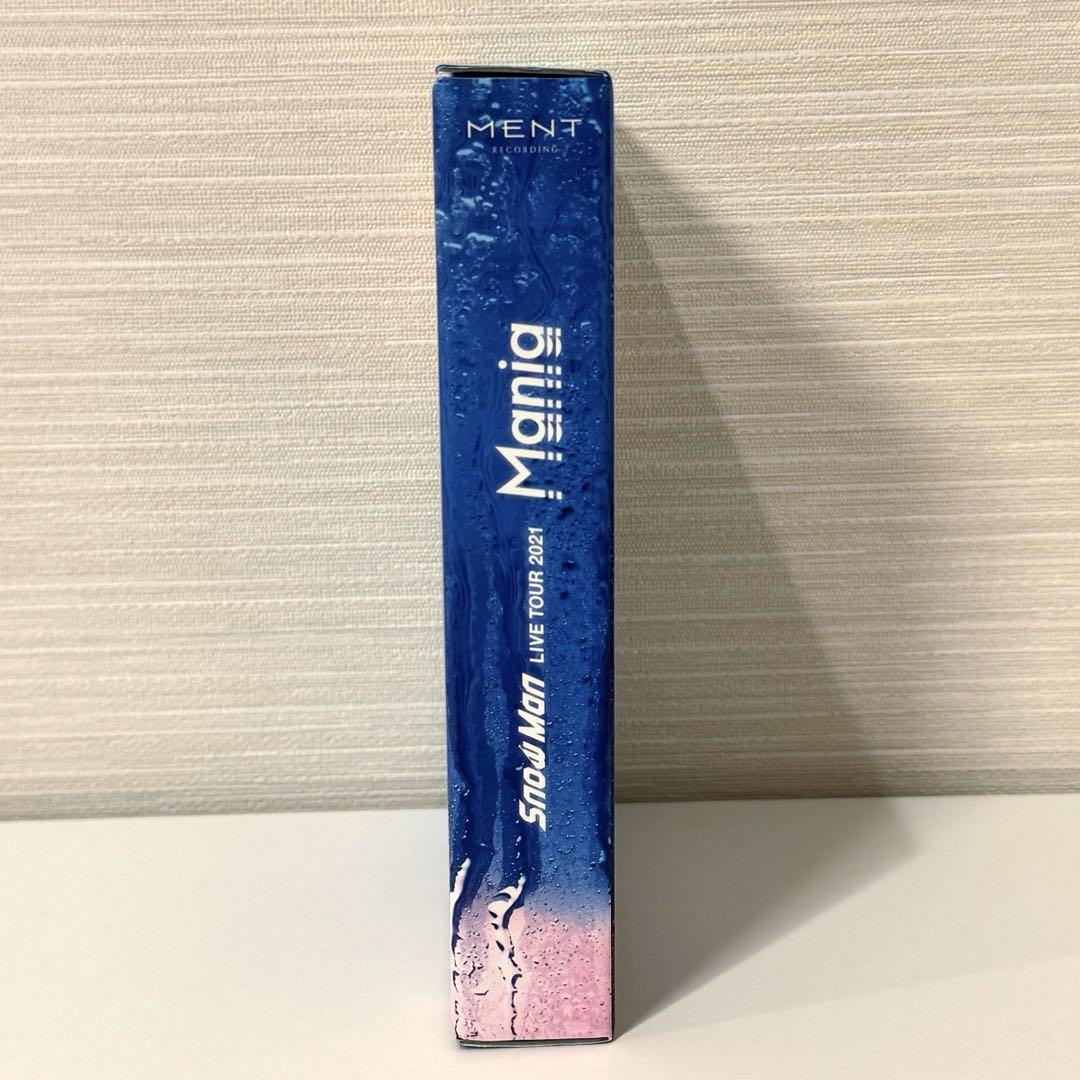 MENT
RECORDING
Snow Man LIVE TOUR 2021 Mania